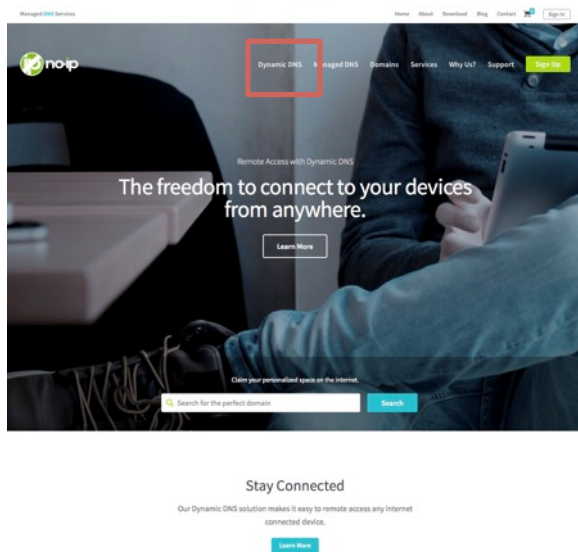 Managed DNS Services
Home About Download Blog Contact Sign In
no-ip Dynamic DNS Managed DNS Domains Services Why Us? Support Sign Up
Remote Access with Dynamic DNS
The freedom to connect to your devices
from anywhere.
Learn More
Claim your personalized space on the internet.
Search for the perfect domain Search
Stay Connected
Our Dynamic DNS solution makes it easy to remote access any internet
connected device.
Learn More